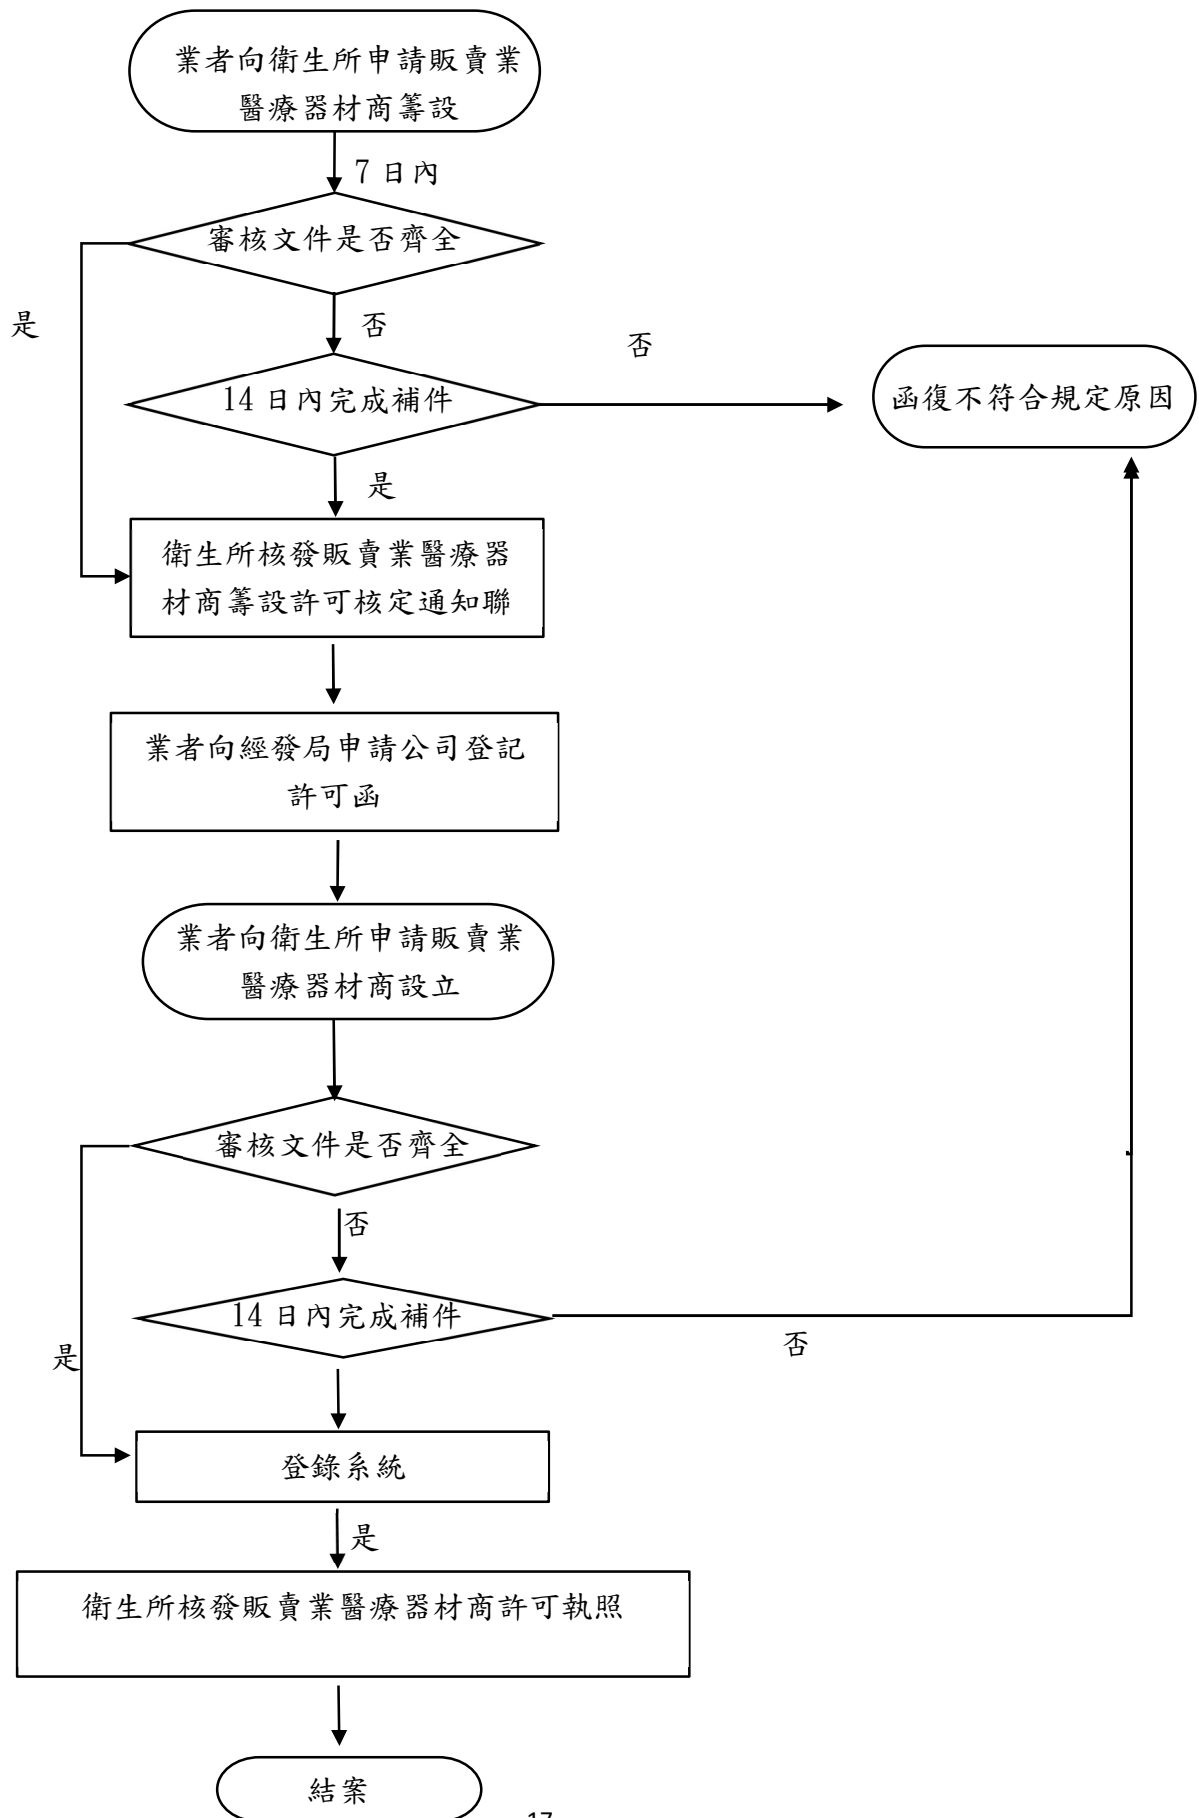 業者向衛生所申請販賣業
醫療器材商籌設
7 日內
審核文件是否齊全
是
否
否
14 日內完成補件
函復不符合規定原因
是
衛生所核發販賣業醫療器
材商籌設許可核定通知聯
業者向經發局申請公司登記
許可函
業者向衛生所申請販賣業
醫療器材商設立
審核文件是否齊全
否
14 日內完成補件
是
否
登錄系統
是
衛生所核發販賣業醫療器材商許可執照
結案
17